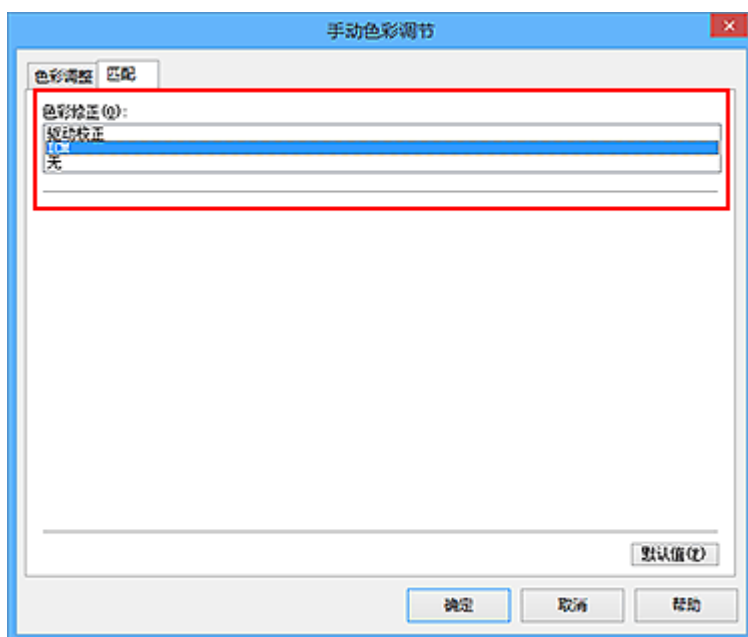 手动色彩调节
色彩调整 匹配
色彩修正(O):
驱动校正
ICM
无
默认值(F)
确定 取消 帮助